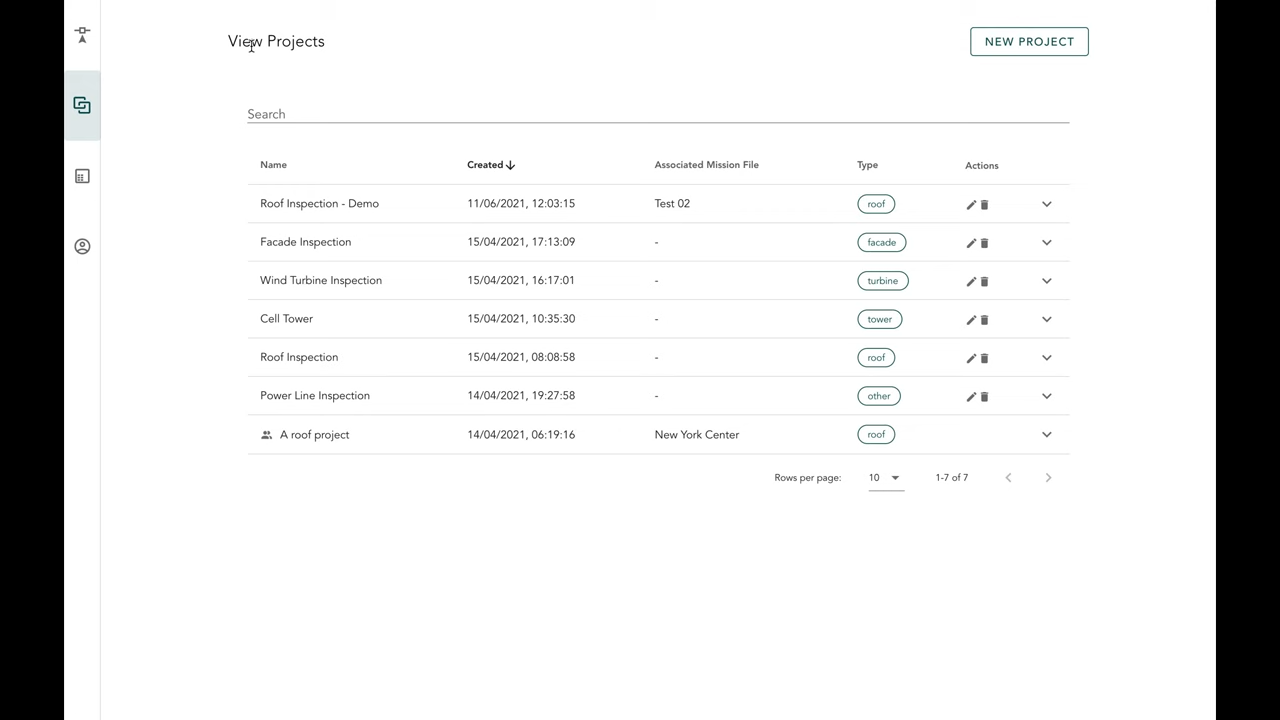 View Projects
NEW PROJECT
Search
Name Created Associated Mission File Type Actions
Roof Inspection - Demo 11/06/2021, 12:03:15 Test 02 roof
Facade Inspection 15/04/2021, 17:13:09 - facade
Wind Turbine Inspection 15/04/2021, 16:17:01 - turbine
Cell Tower 15/04/2021, 10:35:30 - tower
Roof Inspection 15/04/2021, 08:08:58 - roof
Power Line Inspection 14/04/2021, 19:27:58 - other
A roof project 14/04/2021, 06:19:16 New York Center roof
Rows per page: 10 1-7 of 7